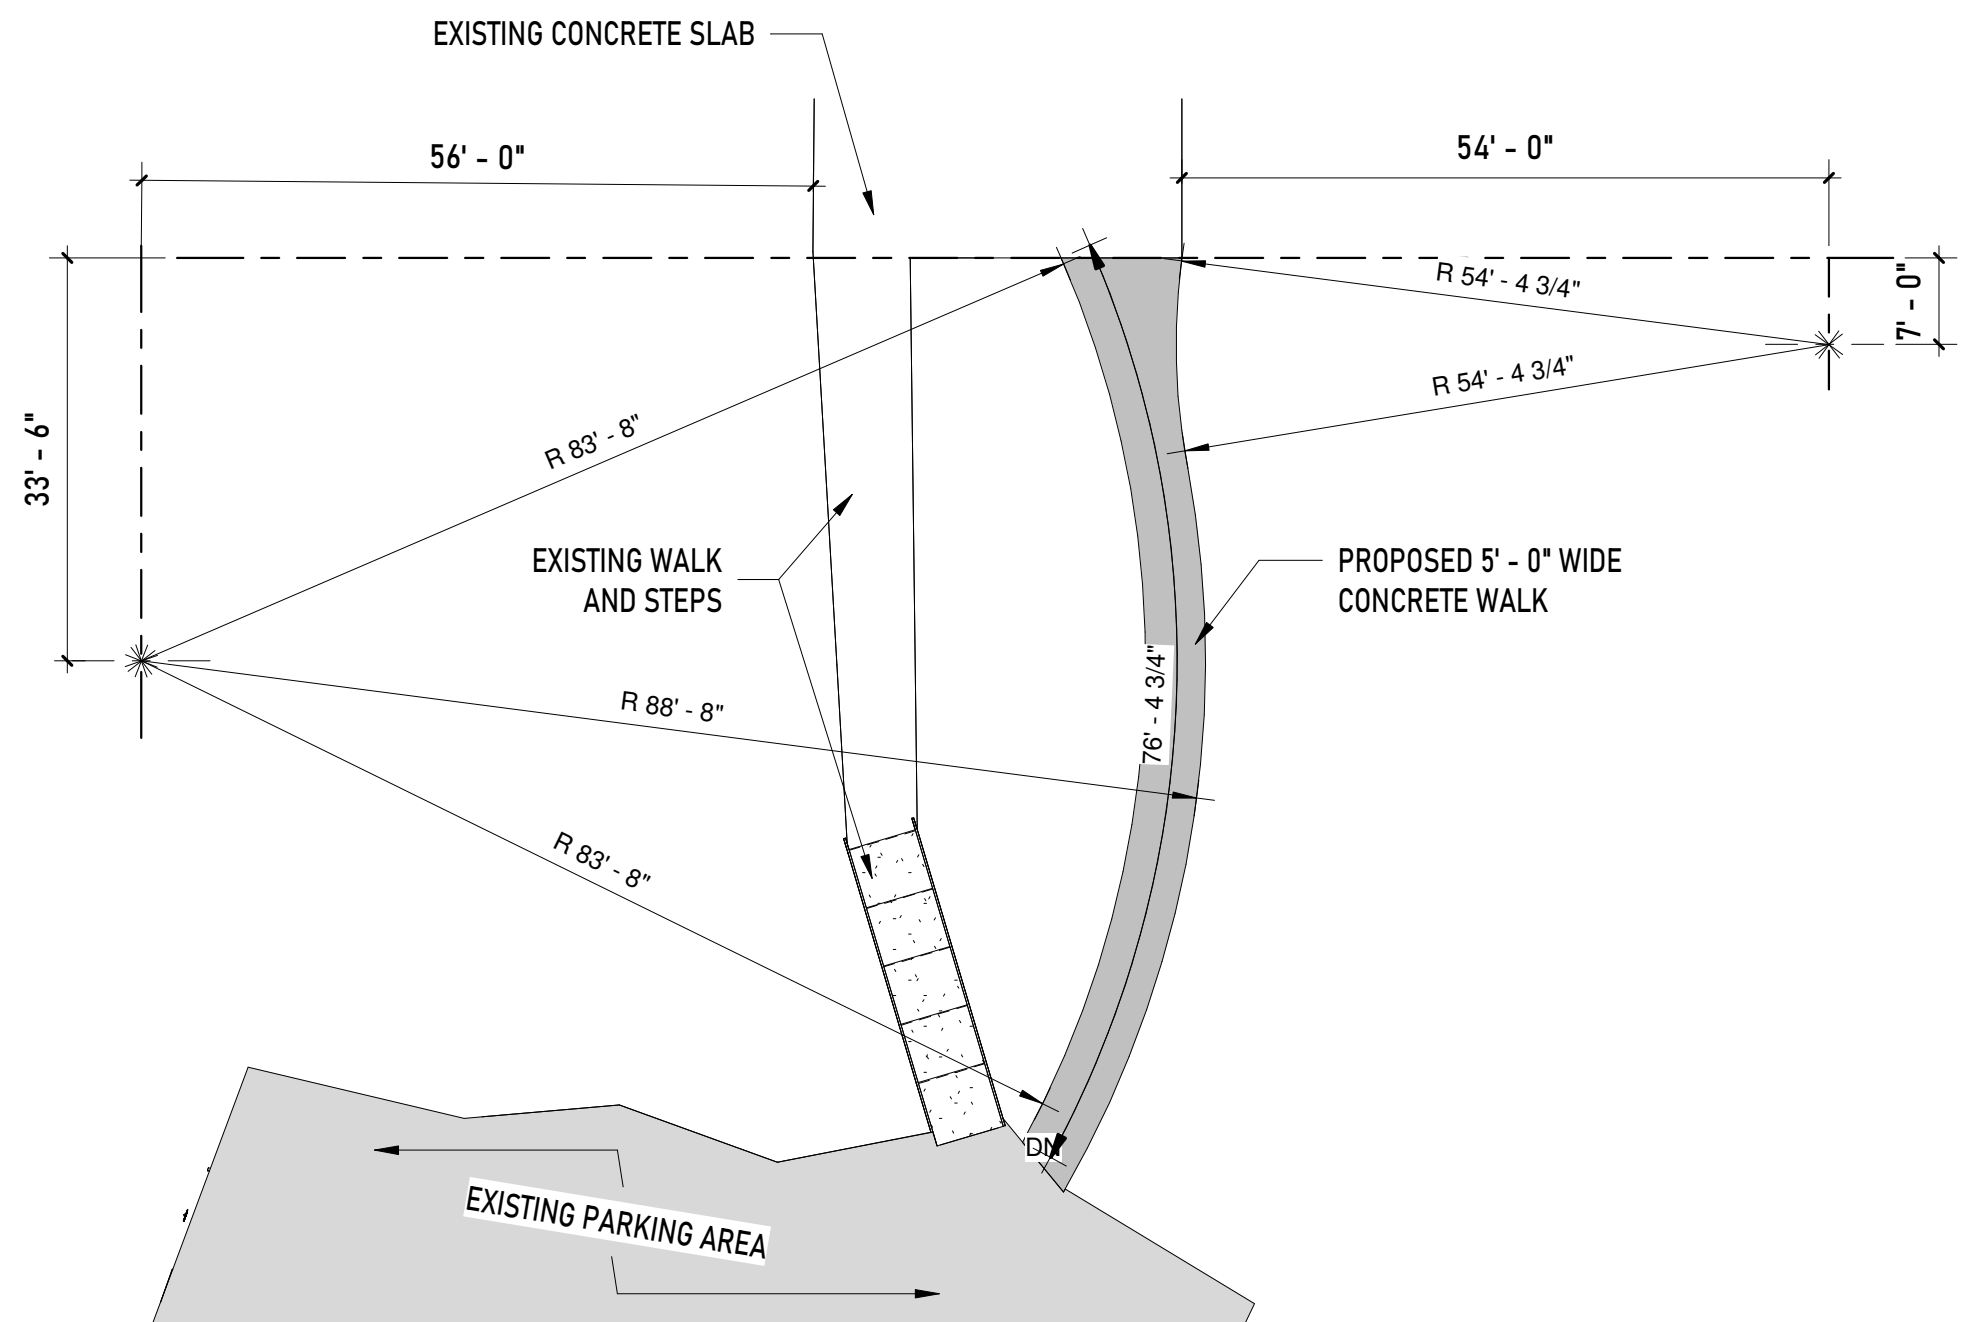 EXISTING CONCRETE SLAB
56' - 0"
54' - 0"
R 54' - 4 3/4"
7' - 0"
R 54' - 4 3/4"
33' - 6"
R 83' - 8"
EXISTING WALK
AND STEPS
PROPOSED 5' - 0" WIDE
CONCRETE WALK
76' - 4 3/4"
R 88' - 8"
R 83' - 8"
DN
EXISTING PARKING AREA